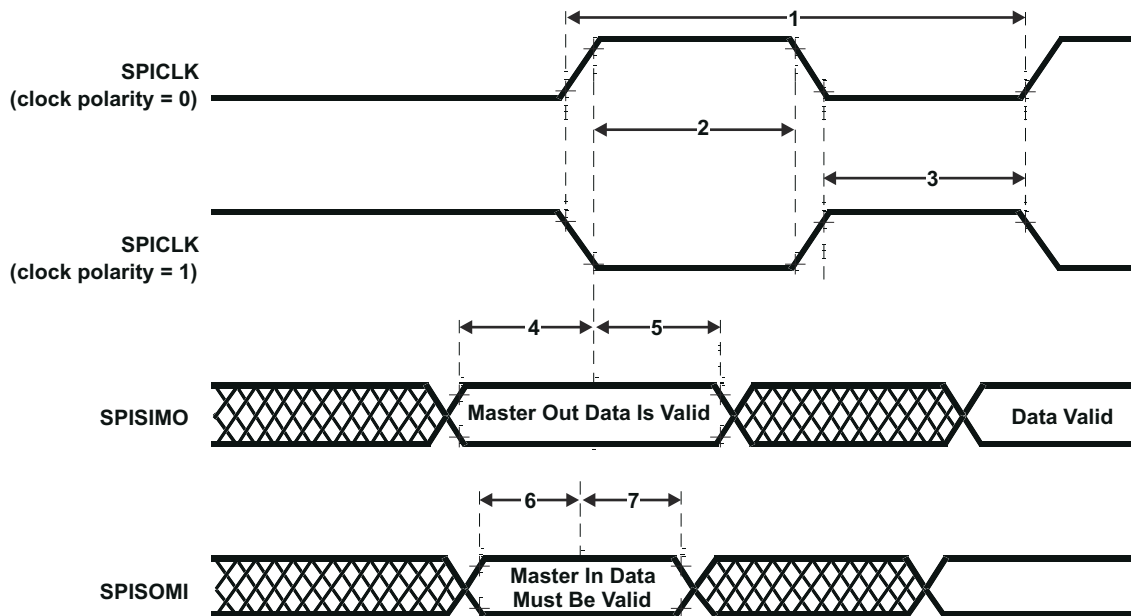 1
SPICLK
(clock polarity = 0)
2
3
SPICLK
(clock polarity = 1)
4
5
SPISIMO
Master Out Data Is Valid
Data Valid
6
7
SPISOMI
Master In Data
Must Be Valid